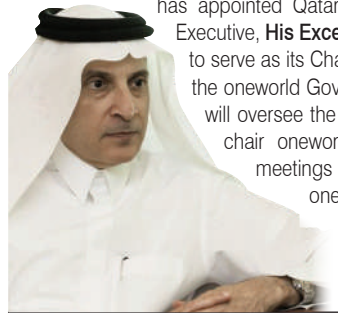 has appointed Qatar
Executive, His Exce
to serve as its Cha
the oneworld Gov
will oversee the
chair onewor
meetings
one